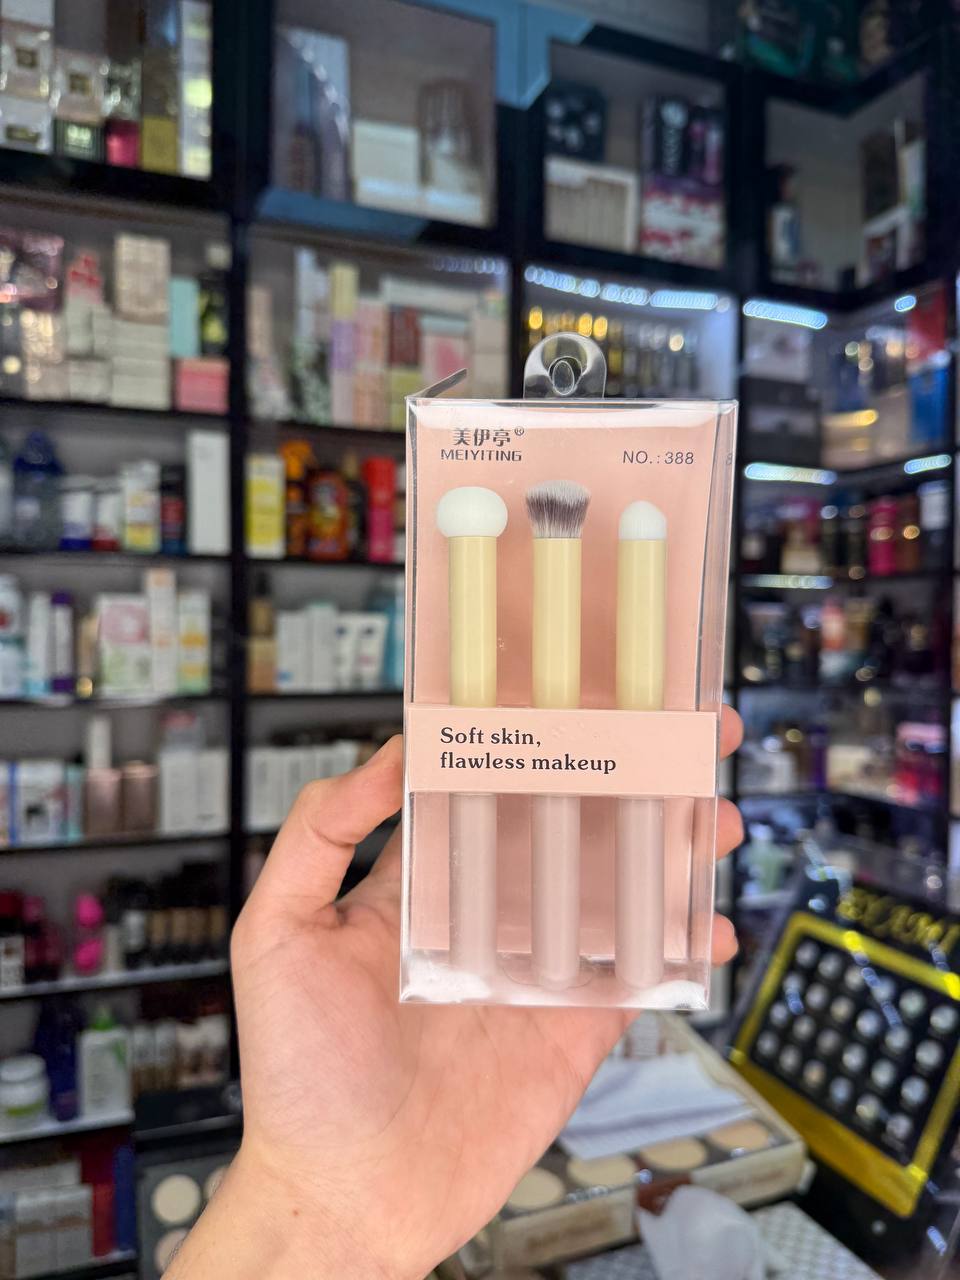 美伊亭®
MEIYITING
NO.: 388
Soft skin,
flawless makeup